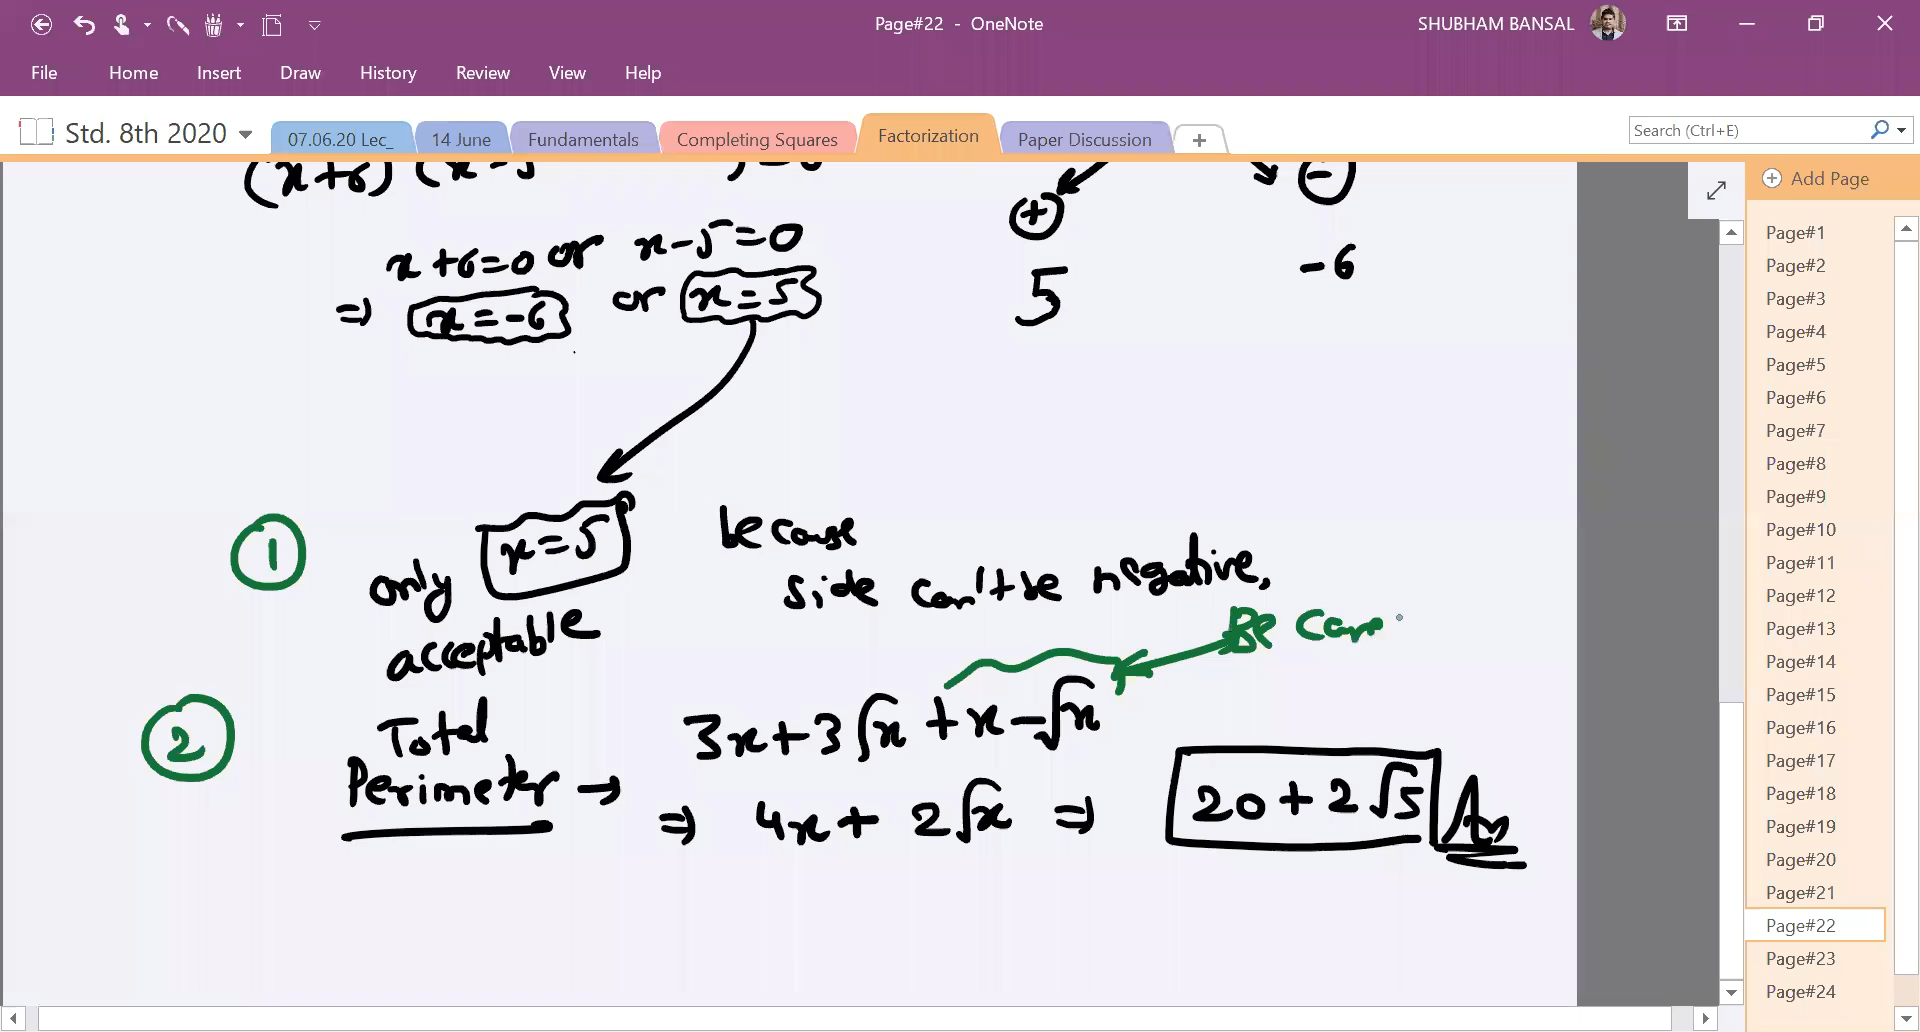 Page#22 - OneNote
SHUBHAM BANSAL
File Home Insert Draw History Review View Help
Std. 8th 2020
07.06.20 Lec_
14 June
Fundamentals
Completing Squares
Factorization
Paper Discussion
+
Search (Ctrl+E)
Add Page
Page#1
Page#2
Page#3
Page#4
Page#5
Page#6
Page#7
Page#8
Page#9
Page#10
Page#11
Page#12
Page#13
Page#14
Page#15
Page#16
Page#17
Page#18
Page#19
Page#20
Page#21
Page#22
Page#23
Page#24
(x+6) (x-5
+
-
x+6=0 or x-5=0
5
-6
⇒ x=-6 or x=5
1
only x=5 because
acceptable side can't be negative,
Be Care
2
Total 3x+3√x +x-√x
Perimeter → ⇒ 4x+ 2√x ⇒ 20+2√5 Ans